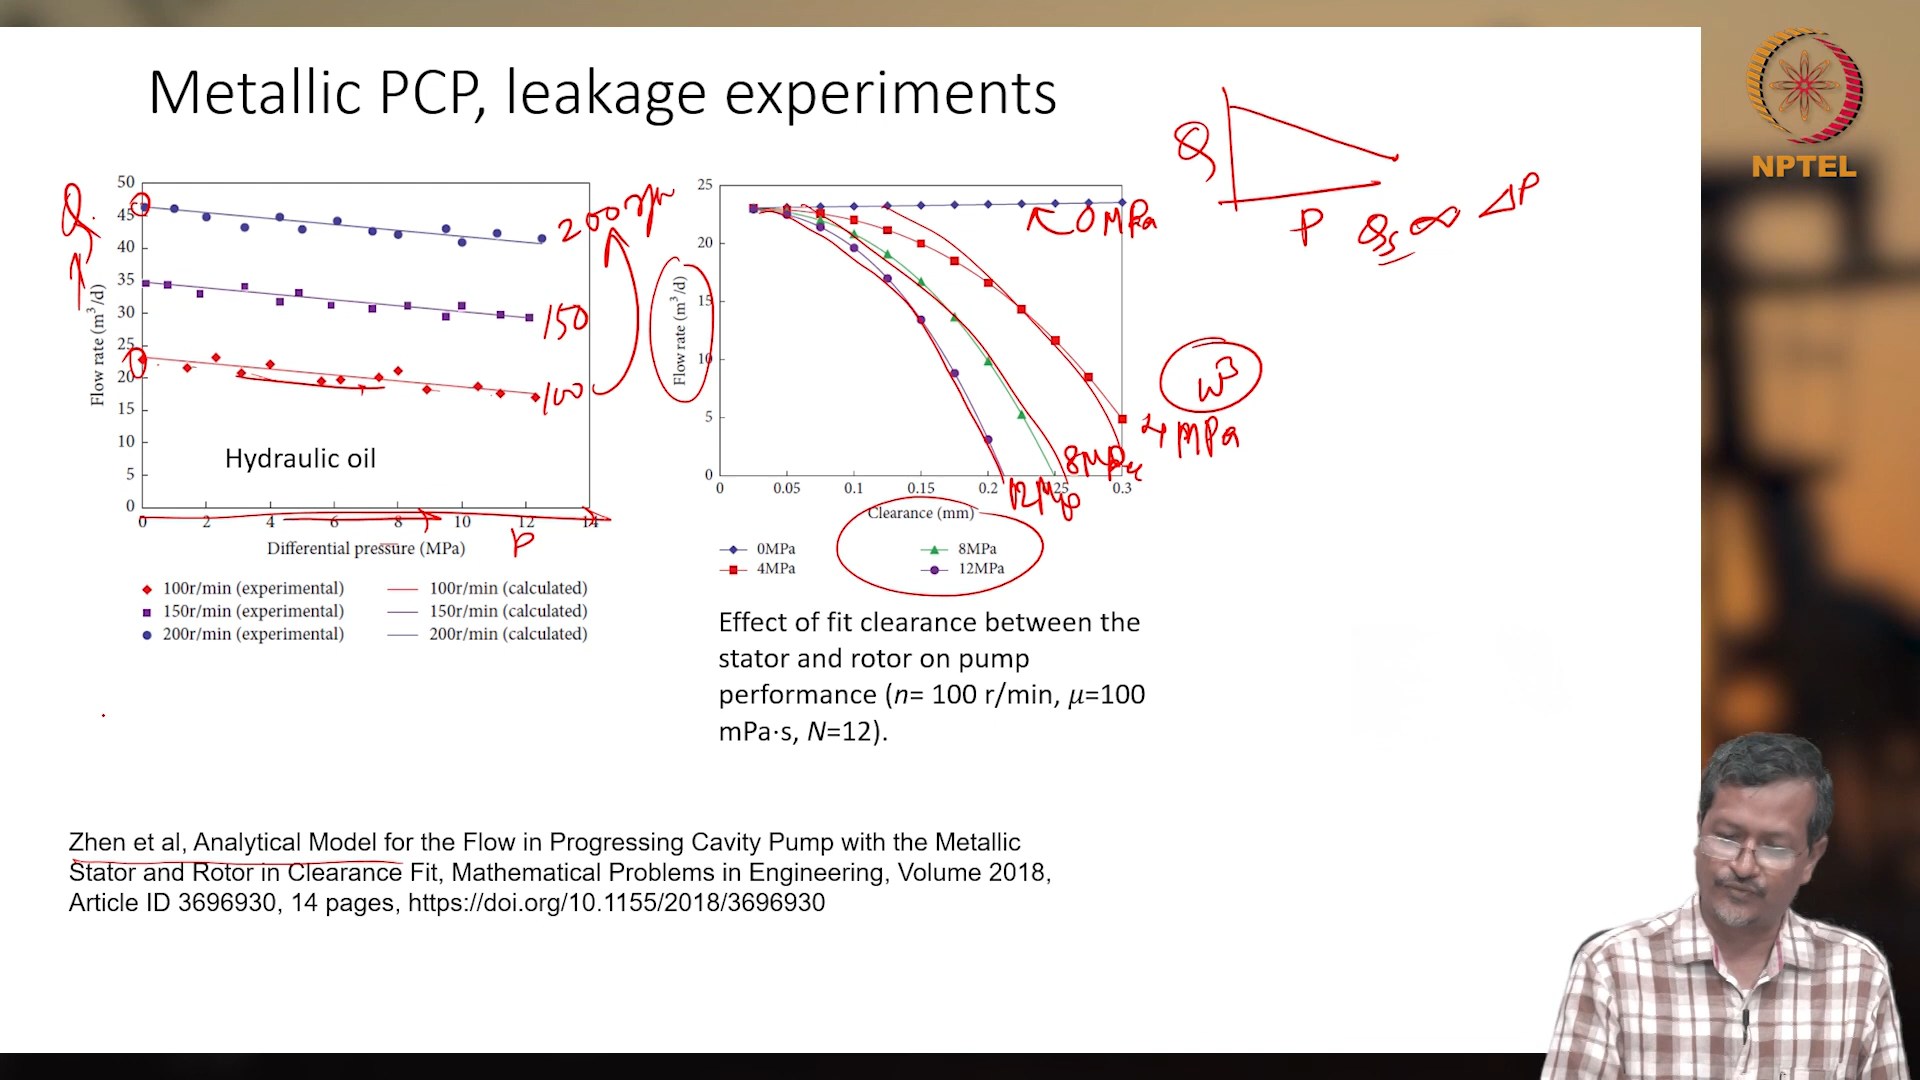 Metallic PCP, leakage experiments
NPTEL
Q
Flow rate (m³/d)
50
45
40
35
30
25
20
15
10
5
0
200 rpm
150
100
Hydraulic oil
0 2 4 6 8 10 12 14
Differential pressure (MPa)
P
100r/min (experimental) 100r/min (calculated)
150r/min (experimental) 150r/min (calculated)
200r/min (experimental) 200r/min (calculated)
Flow rate (m³/d)
25
20
15
10
5
0
0 MPa
4 MPa
8MPa
0 0.05 0.1 0.15 0.2 0.25 0.3
Clearance (mm)
0MPa 8MPa
4MPa 12MPa
Q
P
Qs ∝ ΔP
w³
Effect of fit clearance between the
stator and rotor on pump
performance (n= 100 r/min, μ=100
mPa·s, N=12).
Zhen et al, Analytical Model for the Flow in Progressing Cavity Pump with the Metallic
Stator and Rotor in Clearance Fit, Mathematical Problems in Engineering, Volume 2018,
Article ID 3696930, 14 pages, https://doi.org/10.1155/2018/3696930